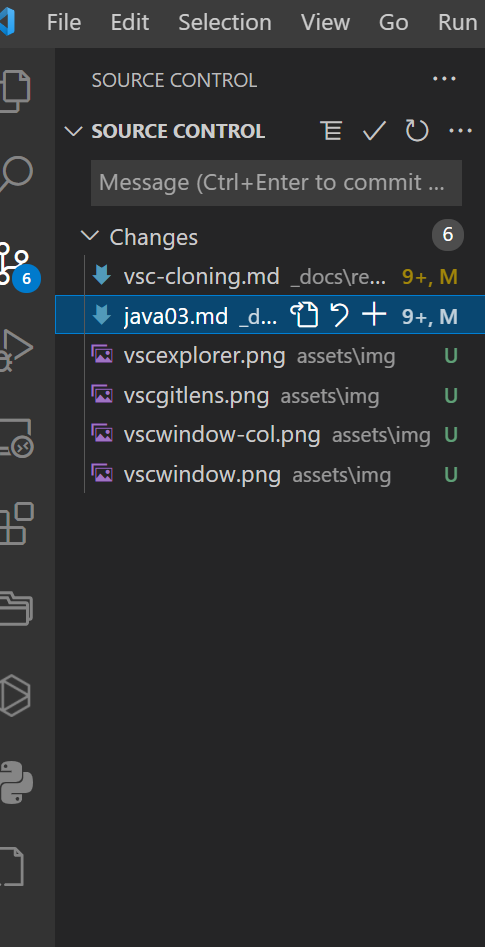 File Edit Selection View Go Run
SOURCE CONTROL ...
SOURCE CONTROL ...
Message (Ctrl+Enter to commit ...
Changes 6
6
vsc-cloning.md _docs\re... 9+, M
java03.md _d... 9+, M
vscexplorer.png assets\img U
vscgitlens.png assets\img U
vscwindow-col.png assets\img U
vscwindow.png assets\img U